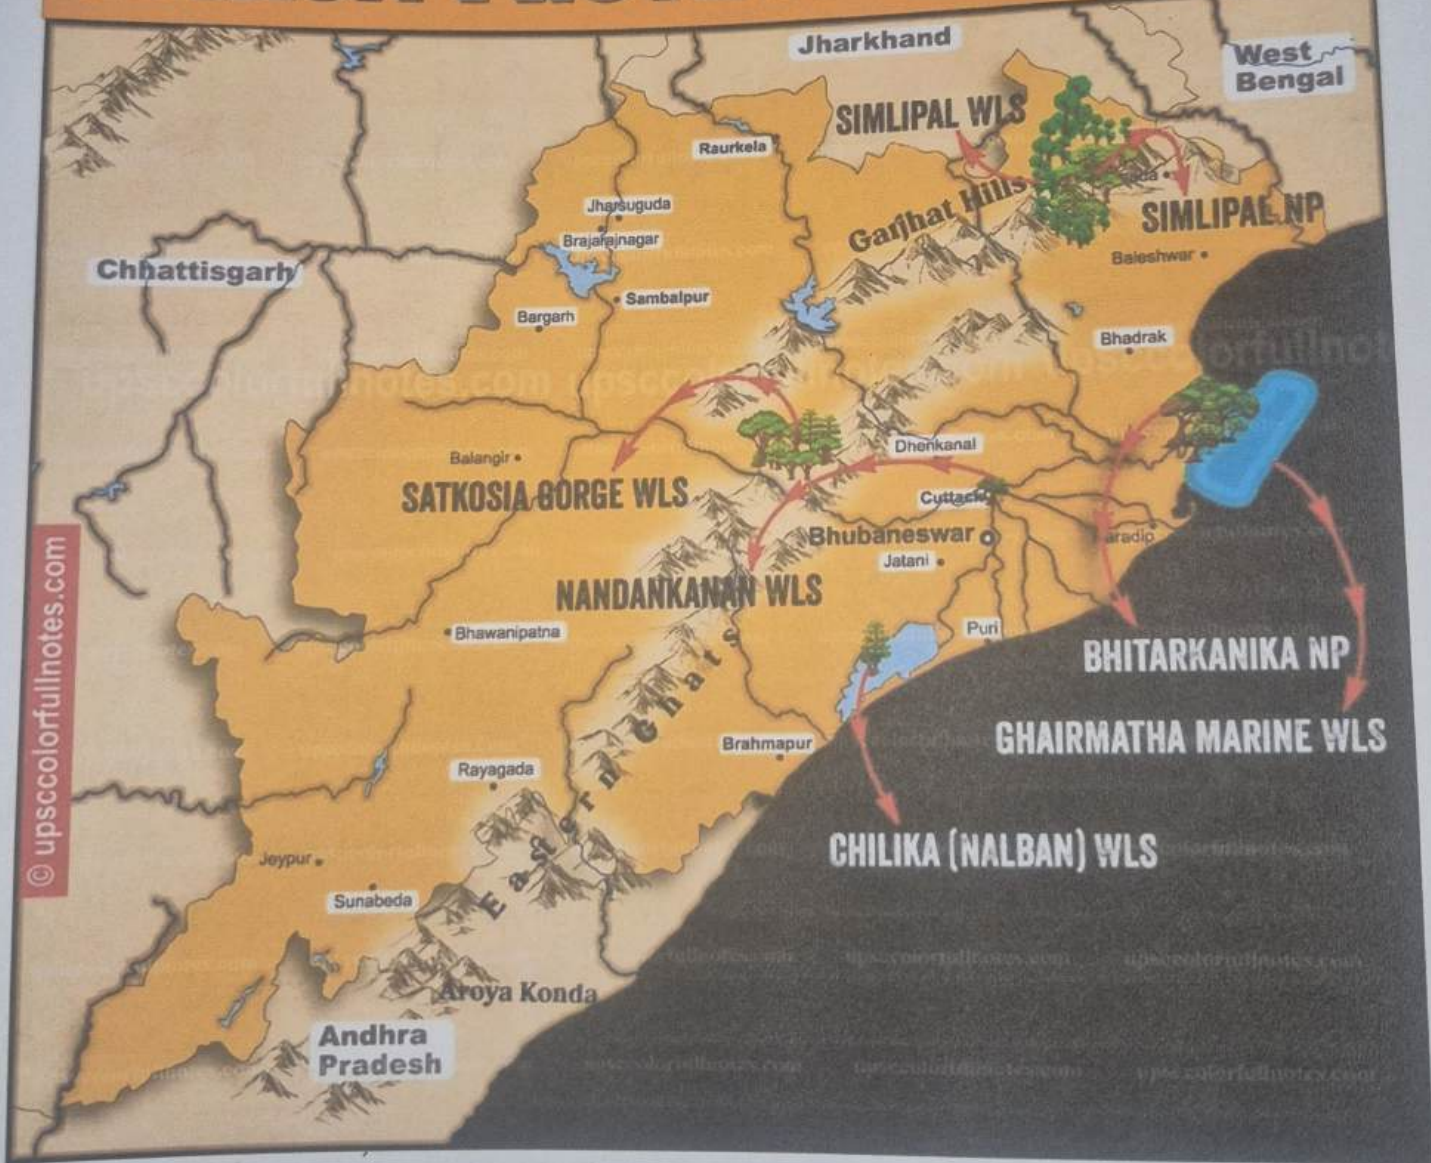 Jharkhand
West
Bengal
SIMLIPAL WLS
Raurkela
Garjhat Hills
SIMLIPAL NP
Jharsuguda
Brajarajnagar
Baleshwar
Chhattisgarh
Sambalpur
Bargarh
Bhadrak
upsccolorfullnotes.com
Dhenkanal
Balangir
SATKOSIA GORGE WLS
Cuttack
Bhubaneswar
Jatani
NANDANKANAN WLS
Puri
Bhawanipatna
BHITARKANIKA NP
GHAIRMATHA MARINE WLS
Brahmapur
Rayagada
Eastern Ghats
CHILIKA (NALBAN) WLS
Jeypur
Sunabeda
Aroya Konda
Andhra
Pradesh
© upsccolorfullnotes.com